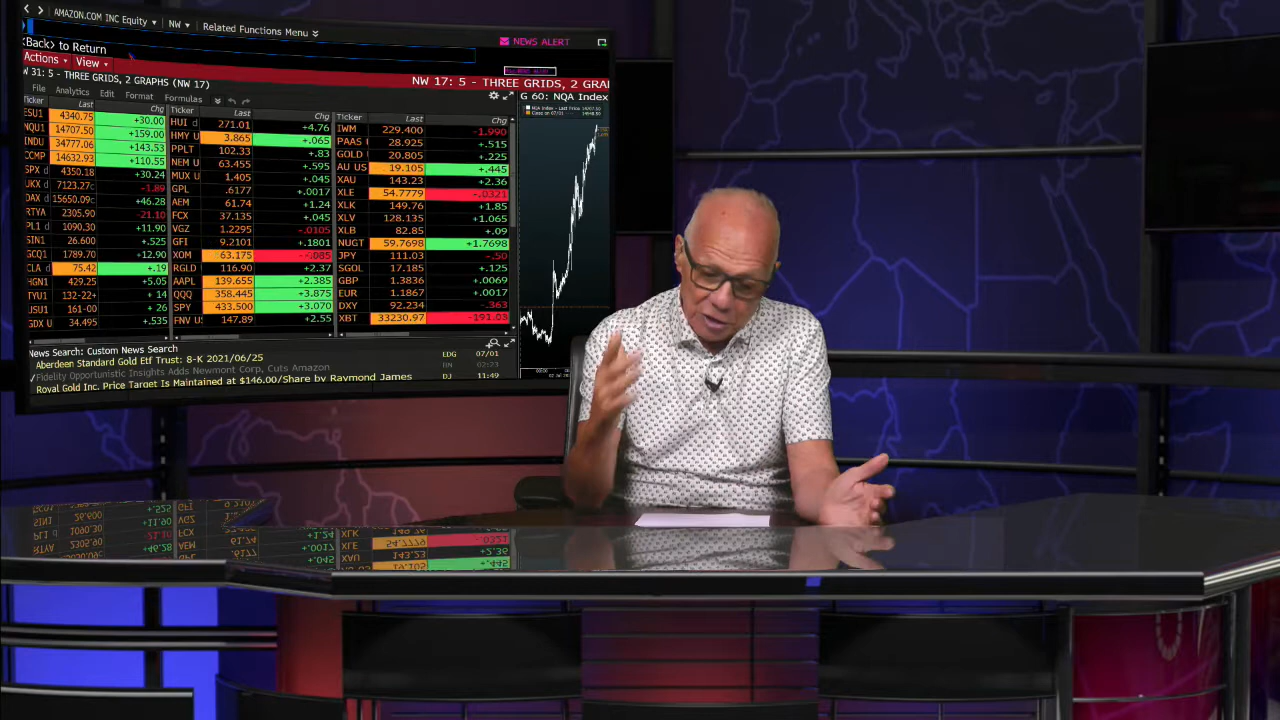 AMAZON.COM INC Equity NW Related Functions Menu
NEWS ALERT
<Back> to Return
Actions View
W 31: 5 - THREE GRIDS, 2 GRAPHS (NW 17) NW 17: 5 - THREE GRIDS, 2 GRA
File Analytics Edit Format Formulas
G 60: NQA Index
Ticker Last Chg Ticker Last Chg Ticker Last Chg
ESU1 4340.75 +30.00 HUI d 271.01 +4.76 IWM 229.400 -1.990
NQU1 14707.50 +159.00 HMY U 3.865 +.065 PAAS U 28.925 +.515
INDU 34777.06 +143.53 PPLT 102.33 +.83 GOLD U 20.805 +.225
CCMP 14632.93 +110.55 NEM U 63.455 +.595 AU US 19.105 +.445
SPX d 4350.18 +30.24 MUX U 1.405 +.045 XAU 143.23 +2.36
UKX d 7123.27c -1.89 GPL .6177 +.0017 XLE 54.7779 -.0321
DAX d 15650.09c +46.28 AEM 61.74 +1.24 XLK 149.76 +1.85
RTYA 2305.90 -21.10 FCX 37.135 +.045 XLV 128.135 +1.065
PL1 d 1090.30 +11.90 VGZ 1.2295 -.0105 XLB 82.85 +.09
SIN1 26.600 +.525 GFI 9.2101 +.1801 NUGT 59.7698 +1.7698
GCQ1 1789.70 +12.90 XOM 63.175 -.085 JPY 111.03 -.50
CLA d 75.42 +.19 RGLD 116.90 +2.37 SGOL 17.185 +.125
HGN1 429.25 +5.05 AAPL 139.655 +2.385 GBP 1.3836 +.0069
TYU1 132-22+ + 14 QQQ 358.445 +3.875 EUR 1.1867 +.0017
USU1 161-00 + 26 SPY 433.500 +3.070 DXY 92.234 -.363
GDX U 34.495 +.535 FNV U 147.89 +2.55 XBT 33230.97 -191.03
News Search: Custom News Search
Aberdeen Standard Gold Etf Trust: 8-K 2021/06/25 EDG 07/01
Fidelity Opportunistic Insights Adds Newmont Corp, Cuts Amazon
Royal Gold Inc. Price Target Is Maintained at $146.00/Share by Raymond James DJ 11:49